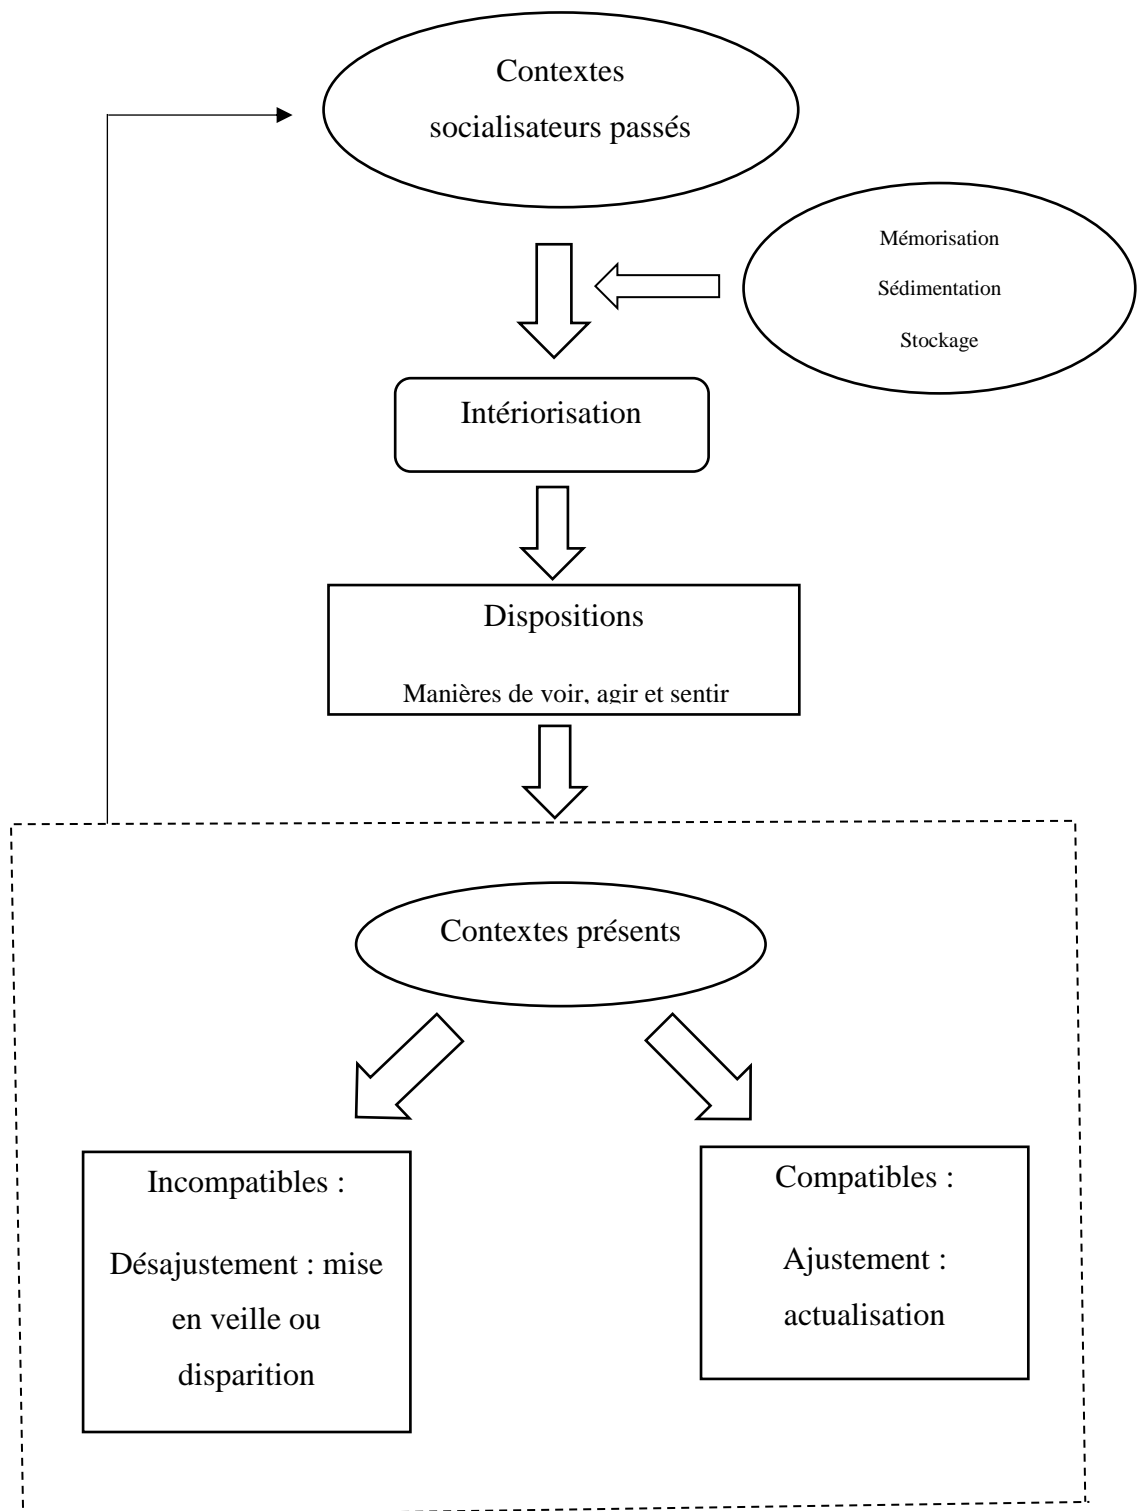 Contextes
socialisateurs passés
Mémorisation
Sédimentation
Stockage
Intériorisation
Dispositions
Manières de voir, agir et sentir
Contextes présents
Incompatibles :
Désajustement : mise
en veille ou
disparition
Compatibles :
Ajustement :
actualisation